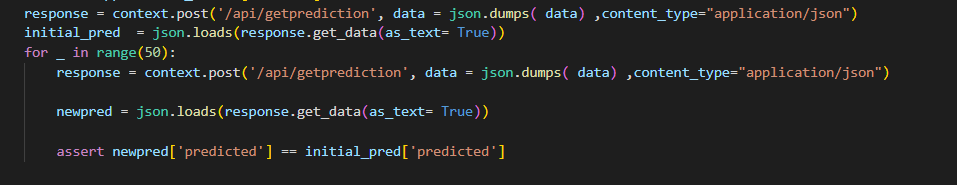 response = context.post('/api/getprediction', data = json.dumps( data) ,content_type="application/json")
initial_pred  = json.loads(response.get_data(as_text= True))
for _ in range(50):
    response = context.post('/api/getprediction', data = json.dumps( data) ,content_type="application/json")
    newpred = json.loads(response.get_data(as_text= True))
    assert newpred['predicted'] == initial_pred['predicted']